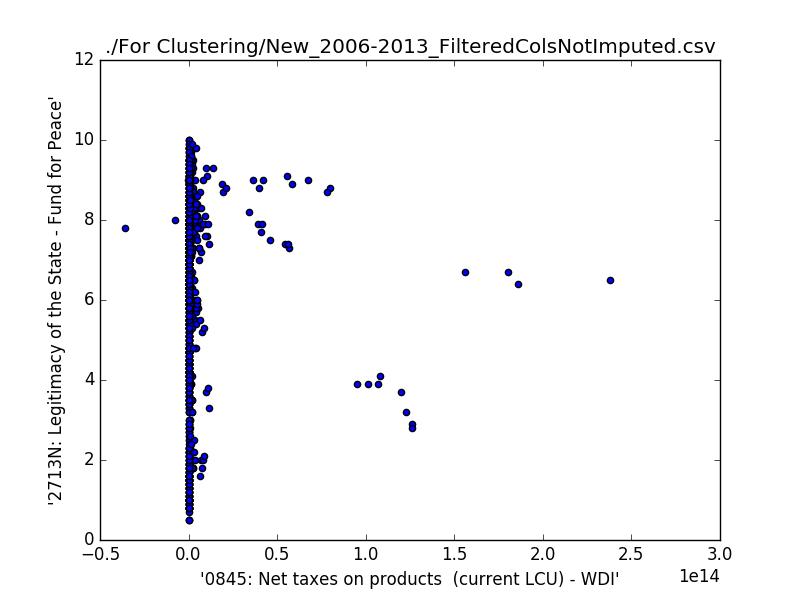 ./For Clustering/New_2006-2013_FilteredColsNotImputed.csv
12
10
8
6
4
2
0
'2713N: Legitimacy of the State - Fund for Peace'
−0.5 0.0 0.5 1.0 1.5 2.0 2.5 3.0
1e14
'0845: Net taxes on products  (current LCU) - WDI'